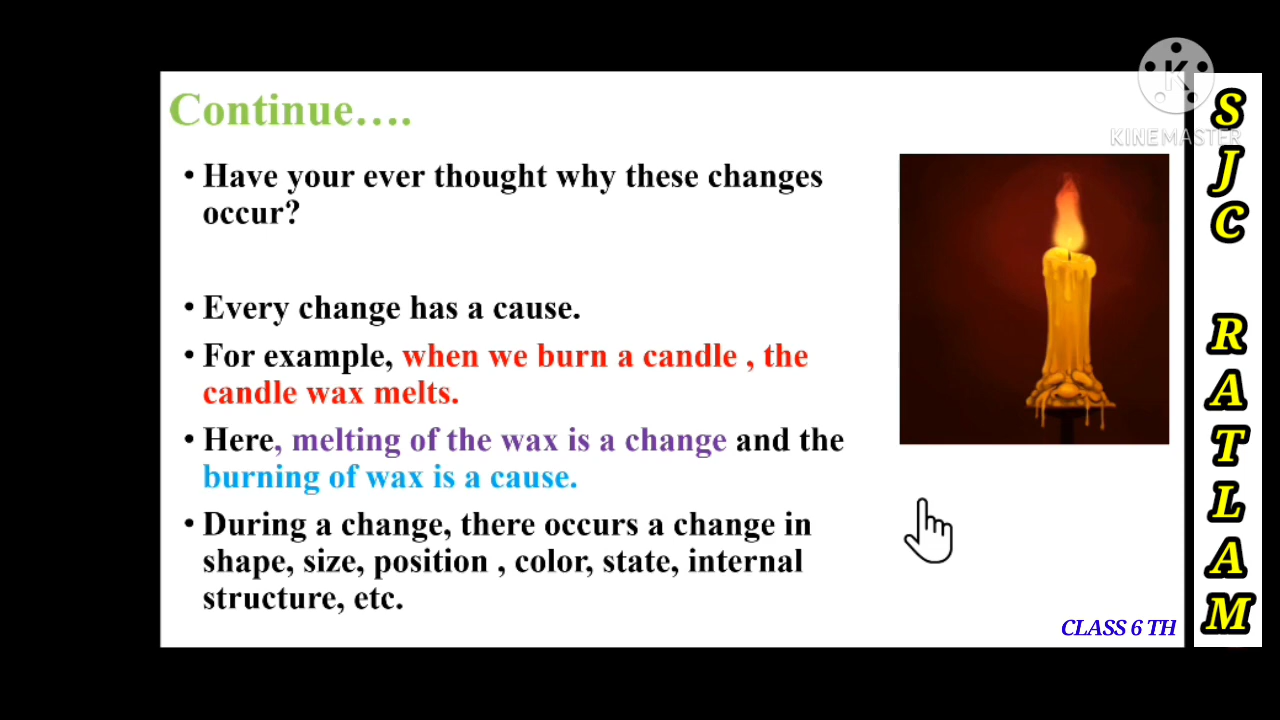 Continue….
• Have your ever thought why these changes
occur?
• Every change has a cause.
• For example, when we burn a candle , the
candle wax melts.
• Here, melting of the wax is a change and the
burning of wax is a cause.
• During a change, there occurs a change in
shape, size, position , color, state, internal
structure, etc.
CLASS 6 TH
K
KINEMASTER
SJC RATLAM